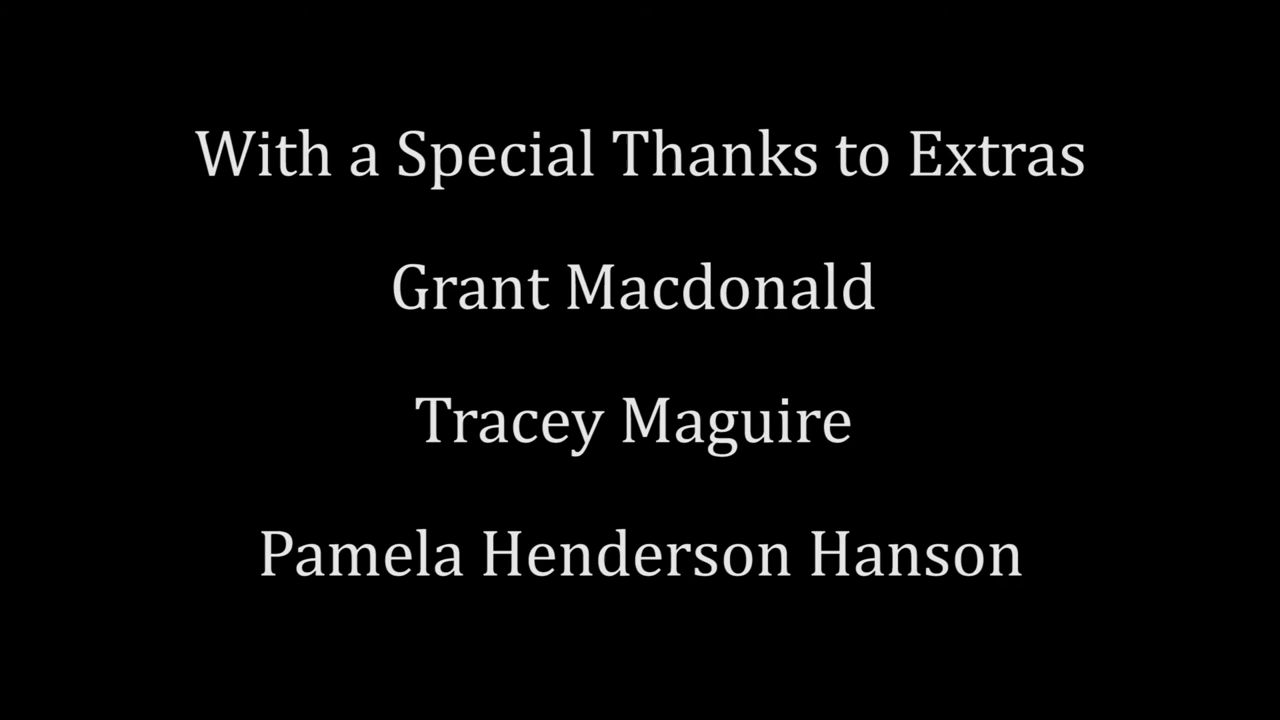 With a Special Thanks to Extras
Grant Macdonald
Tracey Maguire
Pamela Henderson Hanson